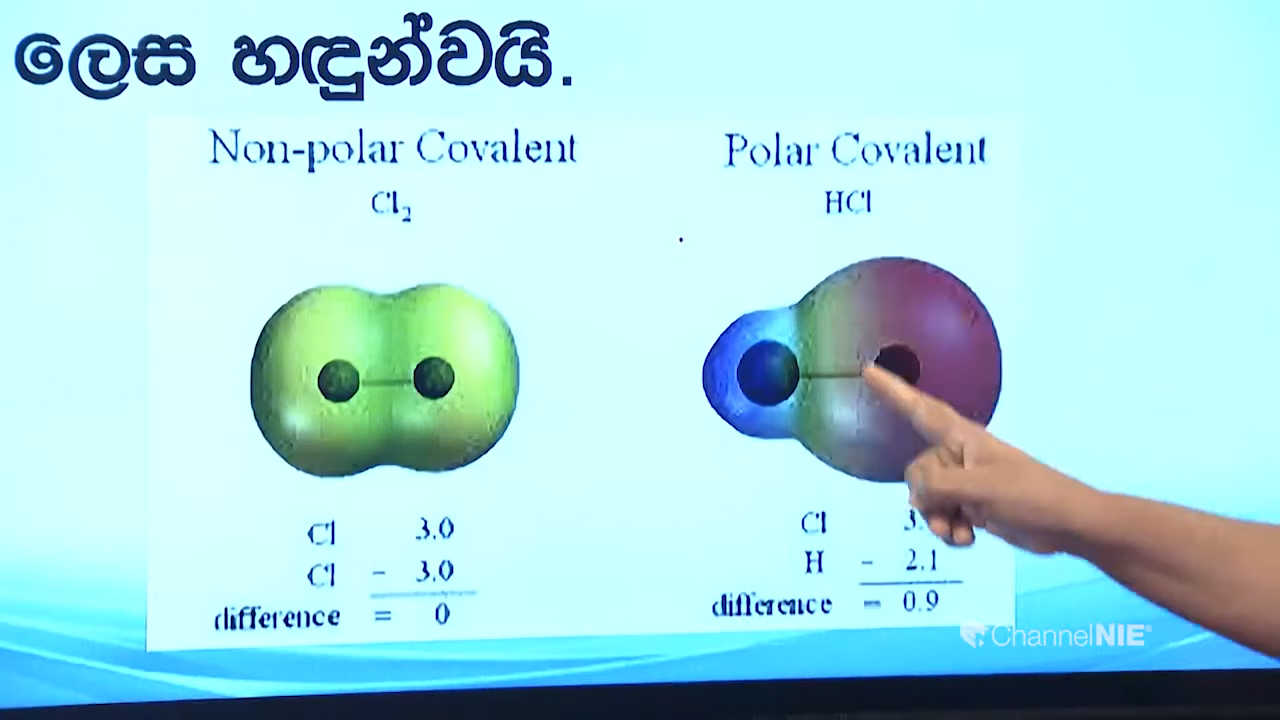 ලෙස හඳුන්වයි.
Non-polar Covalent
Cl₂
Cl 3.0
Cl - 3.0
difference = 0
Polar Covalent
HCl
Cl
H - 2.1
difference = 0.9
ChannelNIE